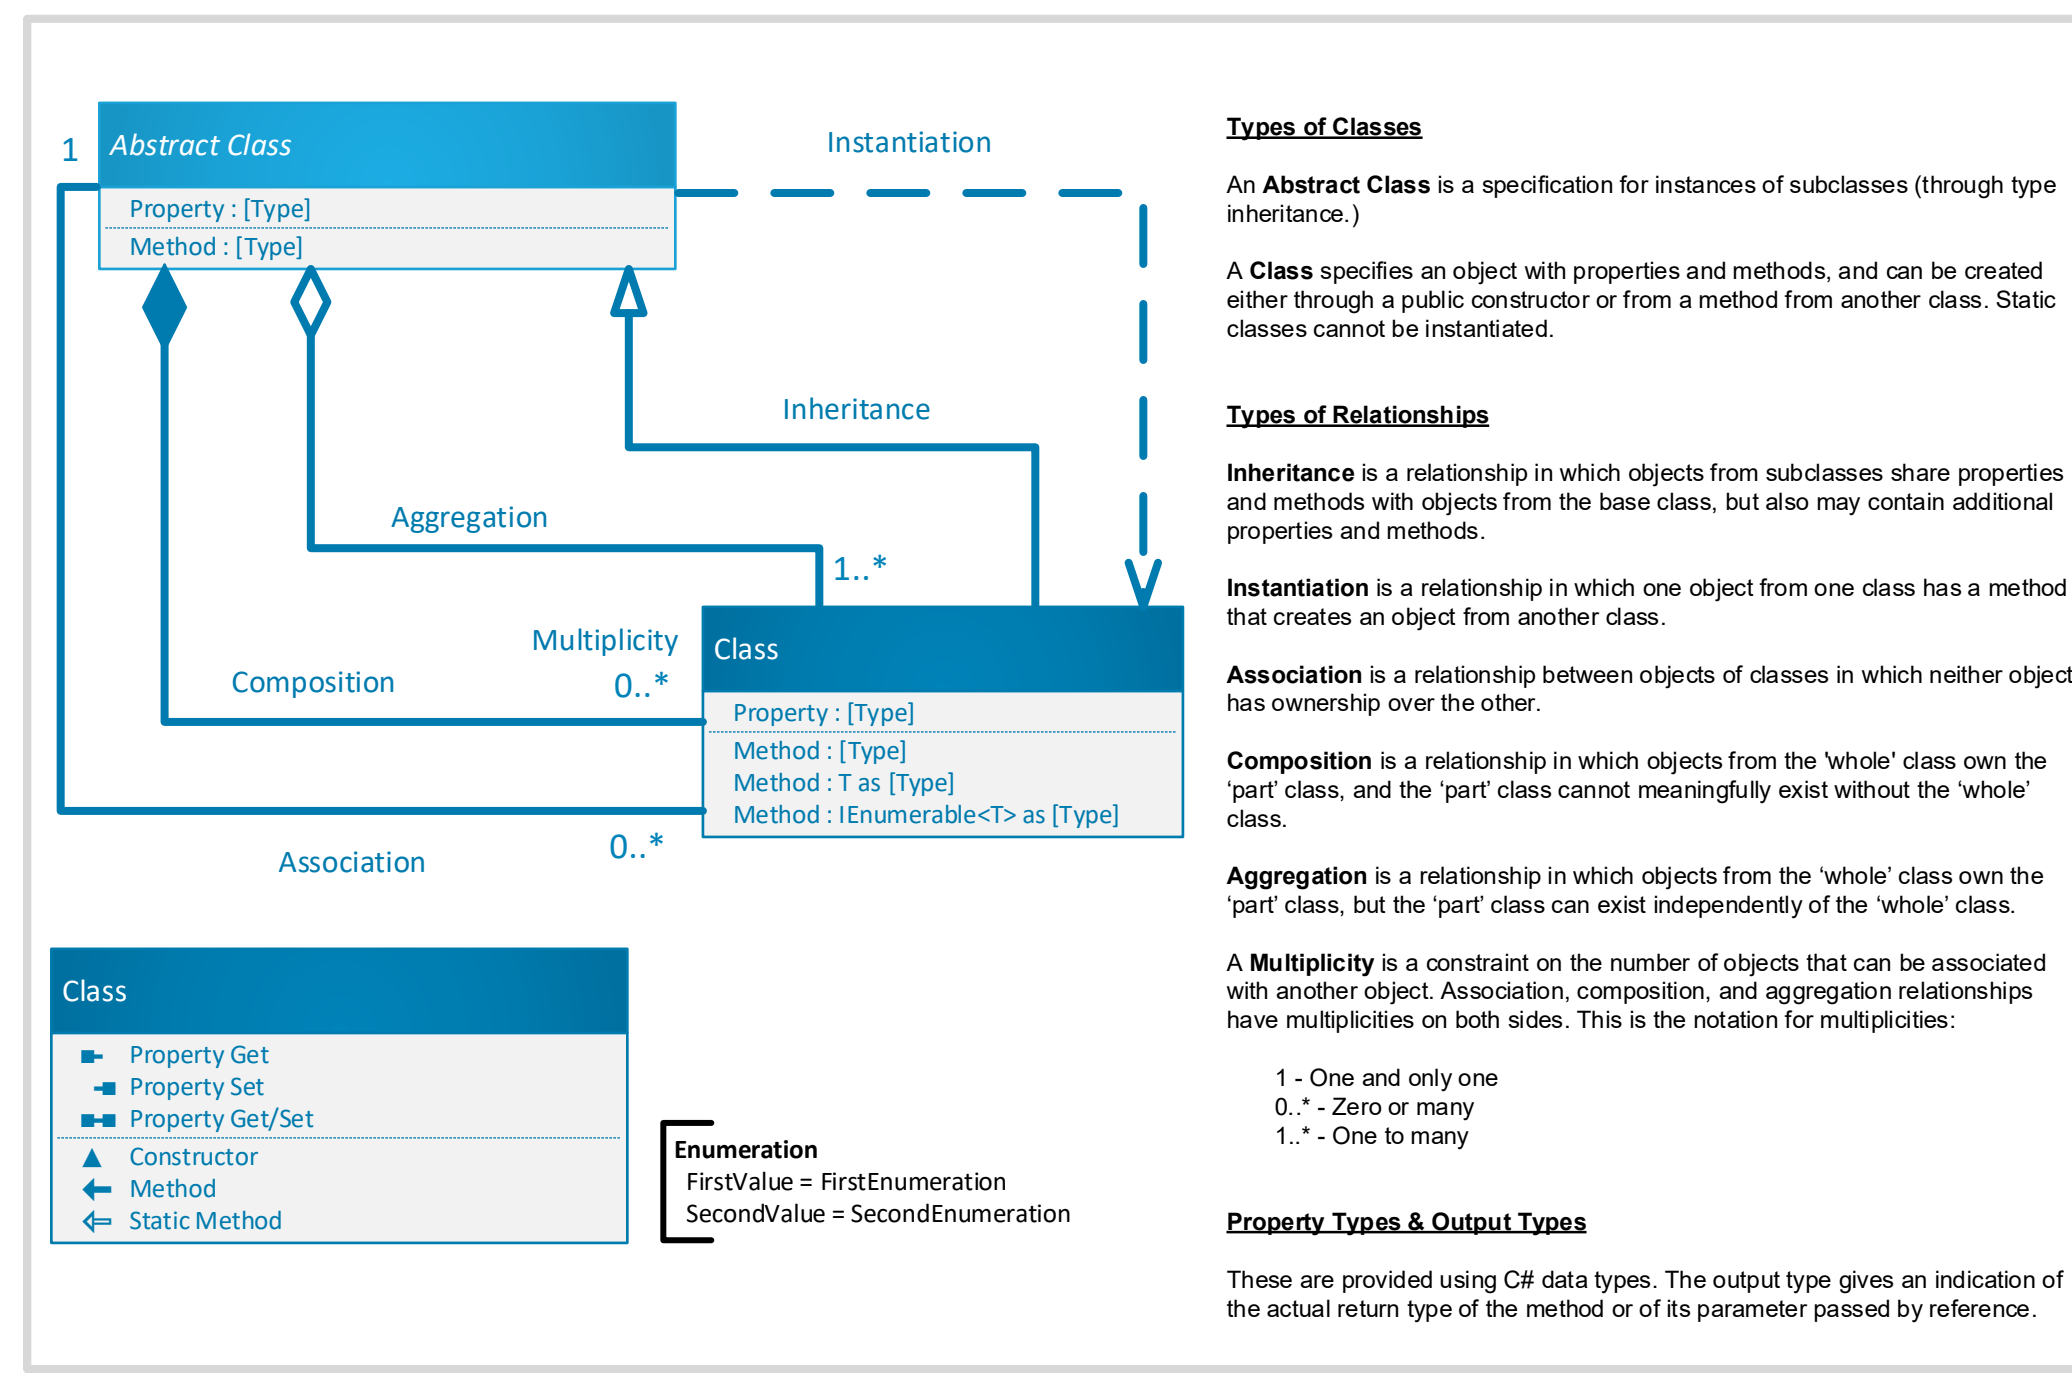 1
Abstract Class
Property : [Type]
Method : [Type]
Instantiation
Inheritance
Aggregation
1..*
Multiplicity
0..*
Composition
Class
Property : [Type]
Method : [Type]
Method : T as [Type]
Method : IEnumerable<T> as [Type]
0..*
Association
Class
Property Get
Property Set
Property Get/Set
Constructor
Method
Static Method
Enumeration
FirstValue = FirstEnumeration
SecondValue = SecondEnumeration
Types of Classes
An Abstract Class is a specification for instances of subclasses (through type
inheritance.)
A Class specifies an object with properties and methods, and can be created
either through a public constructor or from a method from another class. Static
classes cannot be instantiated.
Types of Relationships
Inheritance is a relationship in which objects from subclasses share properties
and methods with objects from the base class, but also may contain additional
properties and methods.
Instantiation is a relationship in which one object from one class has a method
that creates an object from another class.
Association is a relationship between objects of classes in which neither object
has ownership over the other.
Composition is a relationship in which objects from the 'whole' class own the
‘part’ class, and the ‘part’ class cannot meaningfully exist without the ‘whole’
class.
Aggregation is a relationship in which objects from the ‘whole’ class own the
‘part’ class, but the ‘part’ class can exist independently of the ‘whole’ class.
A Multiplicity is a constraint on the number of objects that can be associated
with another object. Association, composition, and aggregation relationships
have multiplicities on both sides. This is the notation for multiplicities:
1 - One and only one
0..* - Zero or many
1..* - One to many
Property Types & Output Types
These are provided using C# data types. The output type gives an indication of
the actual return type of the method or of its parameter passed by reference.